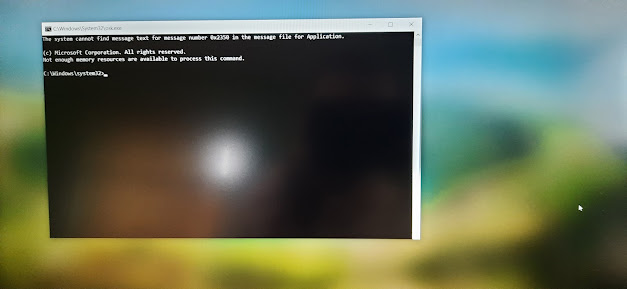 C:\Windows\System32\cmd.exe
The system cannot find message text for message number 0x2350 in the message file for Application.
(c) Microsoft Corporation. All rights reserved.
Not enough memory resources are available to process this command.
C:\Windows\system32>